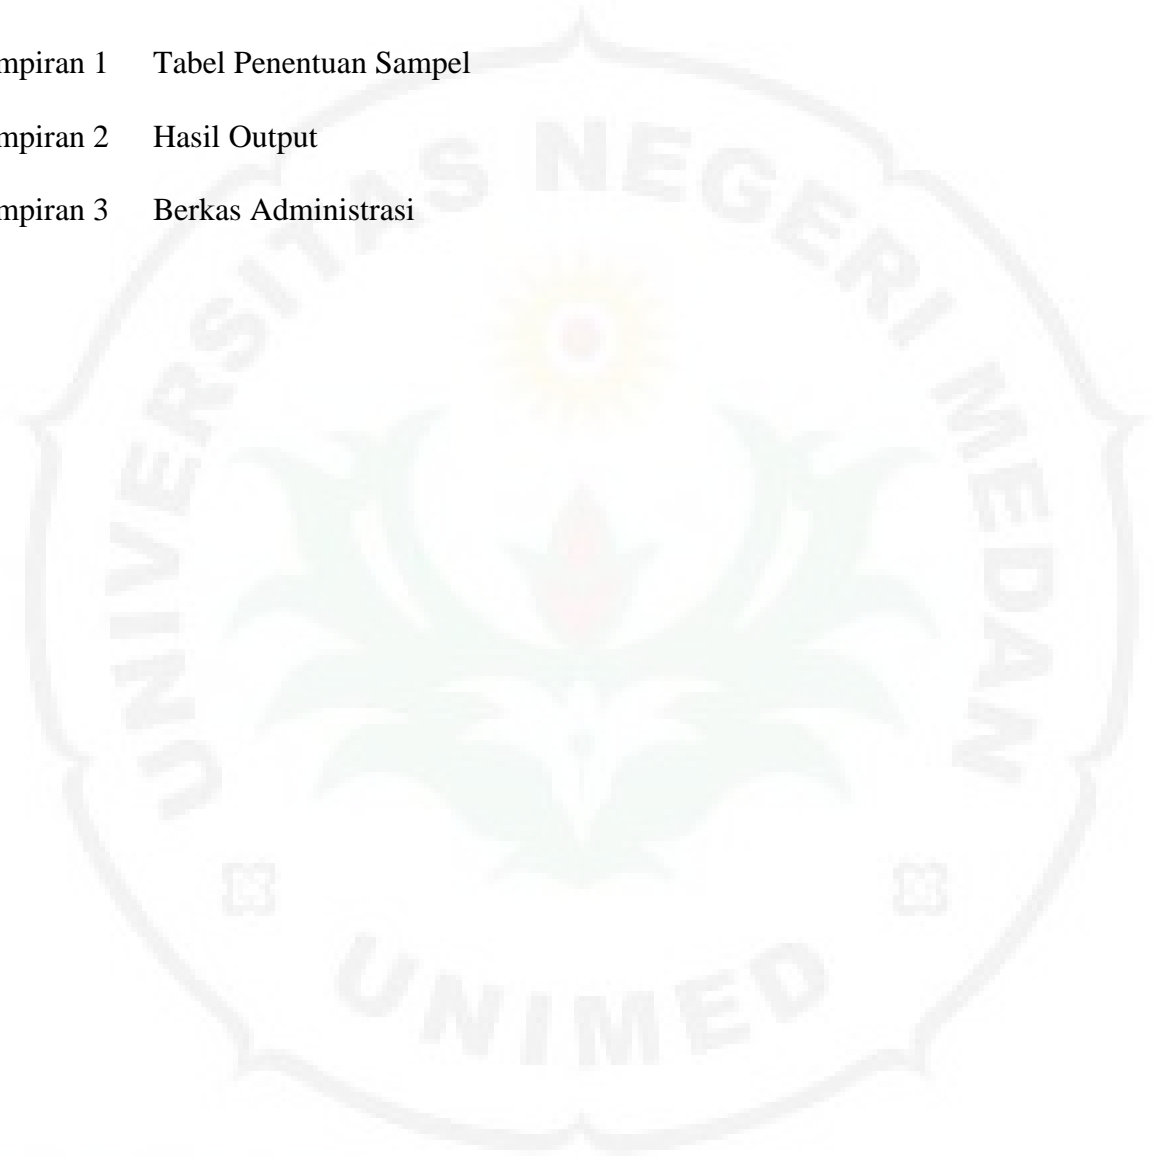 mpiran 1 Tabel Penentuan Sampel
mpiran 2 Hasil Output
mpiran 3 Berkas Administrasi
UNIVERSITAS NEGERI MEDAN
UNIMED